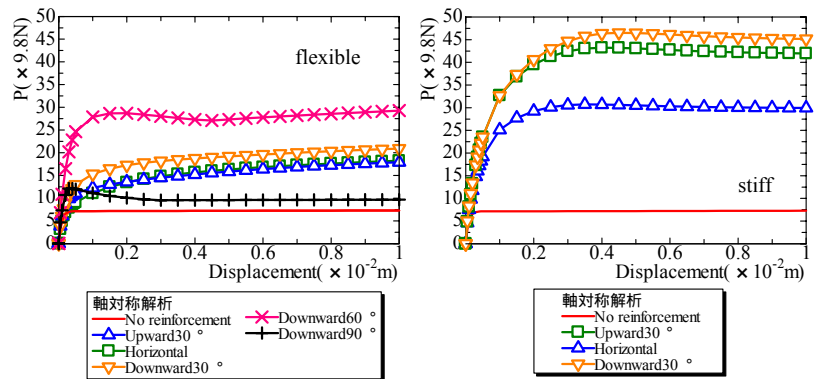 P( × 9.8N)
50
45
40
35
30
25
20
15
10
5
0
flexible
0.2
0.4
0.6
0.8
1
Displacement( × 10⁻²m)
軸対称解析
No reinforcement
Upward30 °
Horizontal
Downward30 °
Downward60 °
Downward90 °
P( × 9.8N)
50
45
40
35
30
25
20
15
10
5
0
stiff
0.2
0.4
0.6
0.8
1
Displacement( × 10⁻²m)
軸対称解析
No reinforcement
Upward30 °
Horizontal
Downward30 °